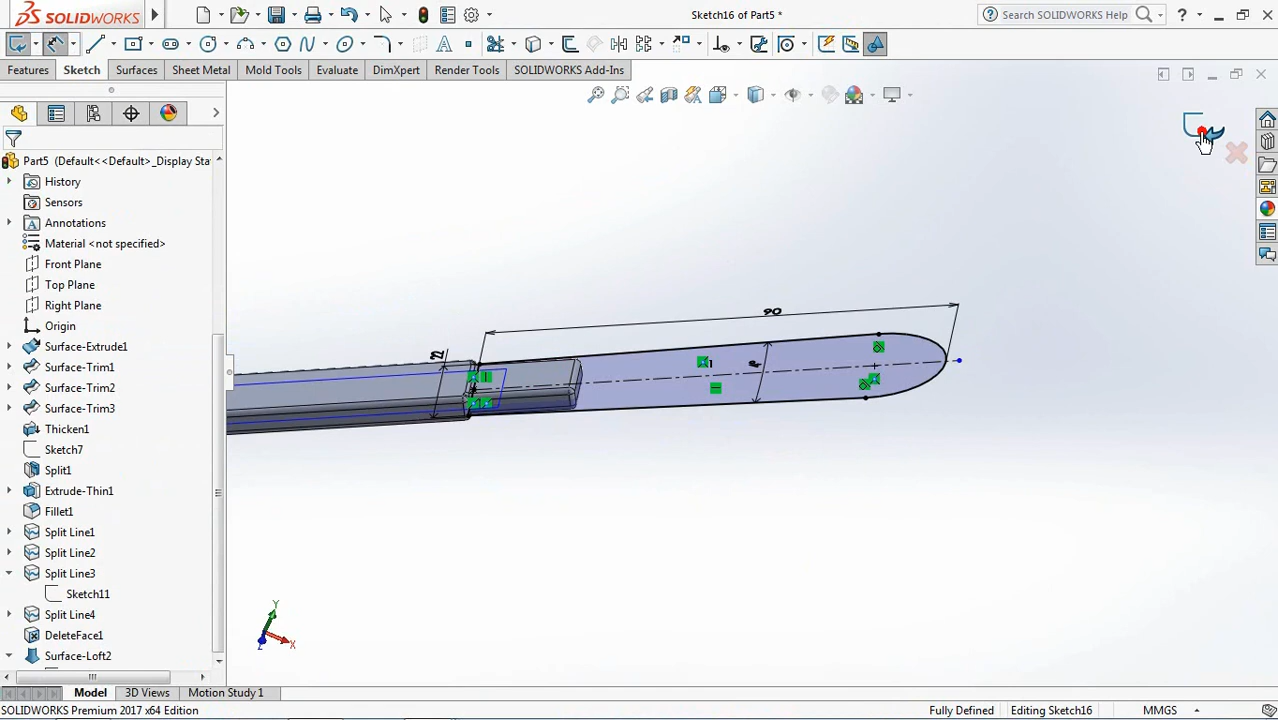 SOLIDWORKS
Sketch16 of Part5 *
Search SOLIDWORKS Help
?
Features
Sketch
Surfaces
Sheet Metal
Mold Tools
Evaluate
DimXpert
Render Tools
SOLIDWORKS Add-Ins
Part5 (Default<<Default>_Display Sta
History
Sensors
Annotations
Material <not specified>
Front Plane
Top Plane
Right Plane
Origin
Surface-Extrude1
Surface-Trim1
Surface-Trim2
Surface-Trim3
Thicken1
Sketch7
Split1
Extrude-Thin1
Fillet1
Split Line1
Split Line2
Split Line3
Sketch11
Split Line4
DeleteFace1
Surface-Loft2
90
22
1
Y
X
Z
Model
3D Views
Motion Study 1
SOLIDWORKS Premium 2017 x64 Edition
Fully Defined
Editing Sketch16
MMGS